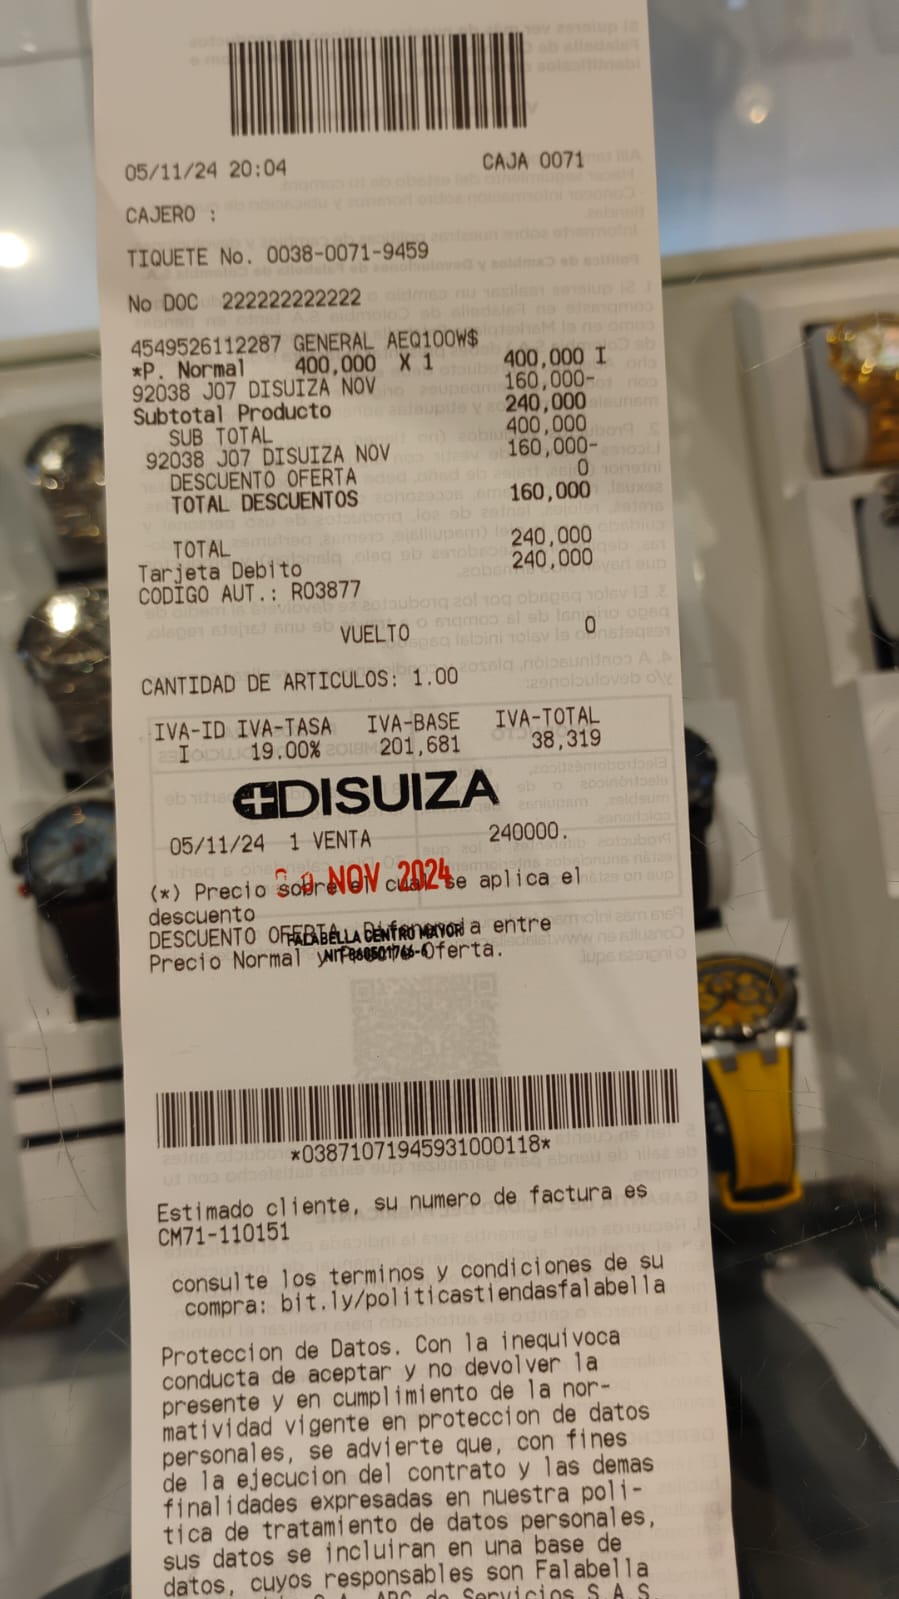 05/11/24 20:04 CAJA 0071
CAJERO :
TIQUETE No. 0038-0071-9459
No DOC 222222222222
4549526112287 GENERAL AEQ100W$
*P. Normal 400,000 X 1 400,000 I
92038 J07 DISUIZA NOV 160,000-
Subtotal Producto 240,000
SUB TOTAL 400,000
92038 J07 DISUIZA NOV 160,000-
DESCUENTO OFERTA 0
TOTAL DESCUENTOS 160,000
TOTAL 240,000
Tarjeta Debito 240,000
CODIGO AUT.: R03877
VUELTO 0
CANTIDAD DE ARTICULOS: 1.00
IVA-ID IVA-TASA IVA-BASE IVA-TOTAL
I 19.00% 201,681 38,319
DISUIZA
05/11/24 1 VENTA 240000.
NOV 2024
(*) Precio sobre el cual se aplica el
descuento
DESCUENTO OFERTA Diferencia entre
FALABELLA CENTRO MAYOR
Precio Normal y Oferta.
NIT
*03871071945931000118*
Estimado cliente, su numero de factura es
CM71-110151
consulte los terminos y condiciones de su
compra: bit.ly/politicastiendasfalabella
Proteccion de Datos. Con la inequivoca
conducta de aceptar y no devolver la
presente y en cumplimiento de la nor-
matividad vigente en proteccion de datos
personales, se advierte que, con fines
de la ejecucion del contrato y las demas
finalidades expresadas en nuestra poli-
tica de tratamiento de datos personales,
sus datos se incluiran en una base de
datos, cuyos responsables son Falabella
S.A. ABC de Servicios S.A.S.